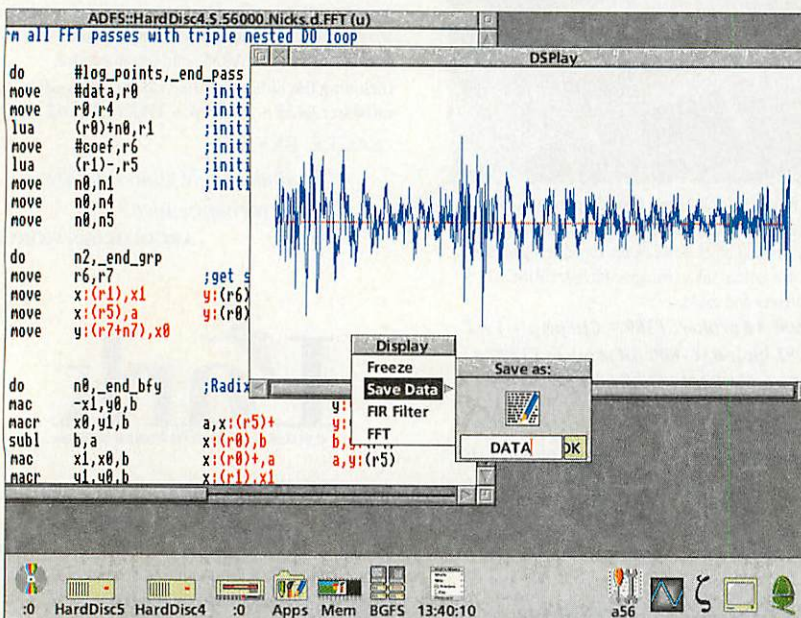 ADFS::HardDisc4.$.56000.Nicks.d.FFT (u)
rm all FFT passes with triple nested DO loop
do #log_points,_end_pass
move #data,r0 ;initi
move r0,r4 ;initi
lua (r0)+n0,r1 ;initi
move #coef,r6 ;initi
lua (r1)-,r5 ;initi
move n0,n1 ;initi
move n0,n4
move n0,n5
do n2,_end_grp
move r6,r7 ;get s
move x:(r1),x1 y:(r6)
move x:(r5),a y:(r0)
move y:(r7+n7),x0
do n0,_end_bfy ;Radix
mac -x1,y0,b y:
macr x0,y1,b a,x:(r5)+ y:
subl b,a x:(r0),b
mac x1,x0,b x:(r0)+,a a,y:(r5)
macr y1,y0,b x:(r1),x1
DSPlay
Display
Freeze
Save Data
FIR Filter
FFT
Save as:
DATA
OK
:0
HardDisc5
HardDisc4
:0
Apps
Mem
BGFS
13:40:10
a56